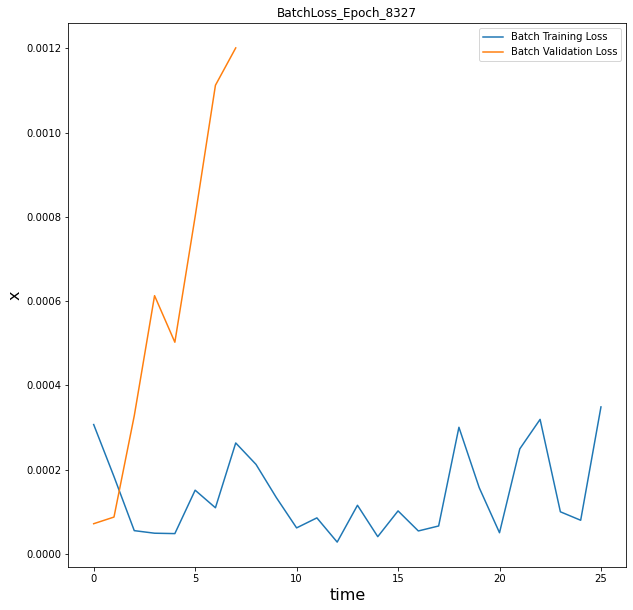 BatchLoss_Epoch_8327
Batch Training Loss
Batch Validation Loss
0.0012
0.0010
0.0008
0.0006
0.0004
0.0002
0.0000
x
0 5 10 15 20 25
time